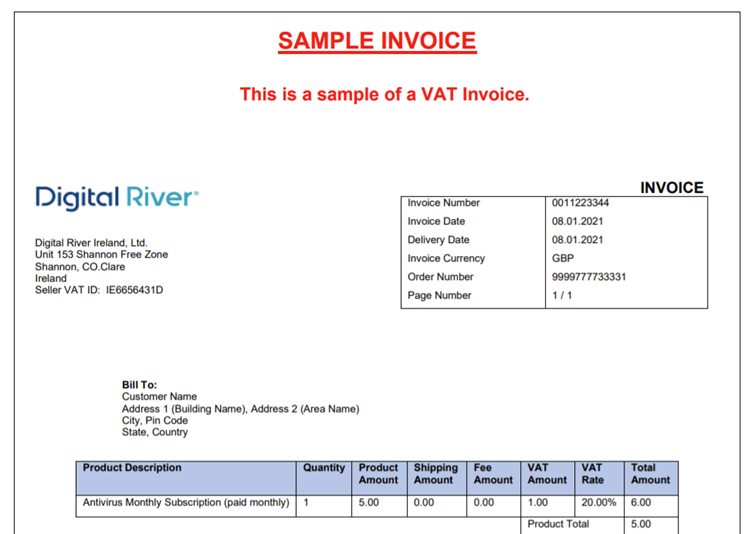 SAMPLE INVOICE
This is a sample of a VAT Invoice.
Digital River®
INVOICE
Invoice Number 0011223344
Invoice Date 08.01.2021
Delivery Date 08.01.2021
Invoice Currency GBP
Order Number 9999777733331
Page Number 1 / 1
Digital River Ireland, Ltd.
Unit 153 Shannon Free Zone
Shannon, CO.Clare
Ireland
Seller VAT ID: IE6656431D
Bill To:
Customer Name
Address 1 (Building Name), Address 2 (Area Name)
City, Pin Code
State, Country
Product Description Quantity Product Amount Shipping Amount Fee Amount VAT Amount VAT Rate Total Amount
Antivirus Monthly Subscription (paid monthly) 1 5.00 0.00 0.00 1.00 20.00% 6.00
Product Total 5.00